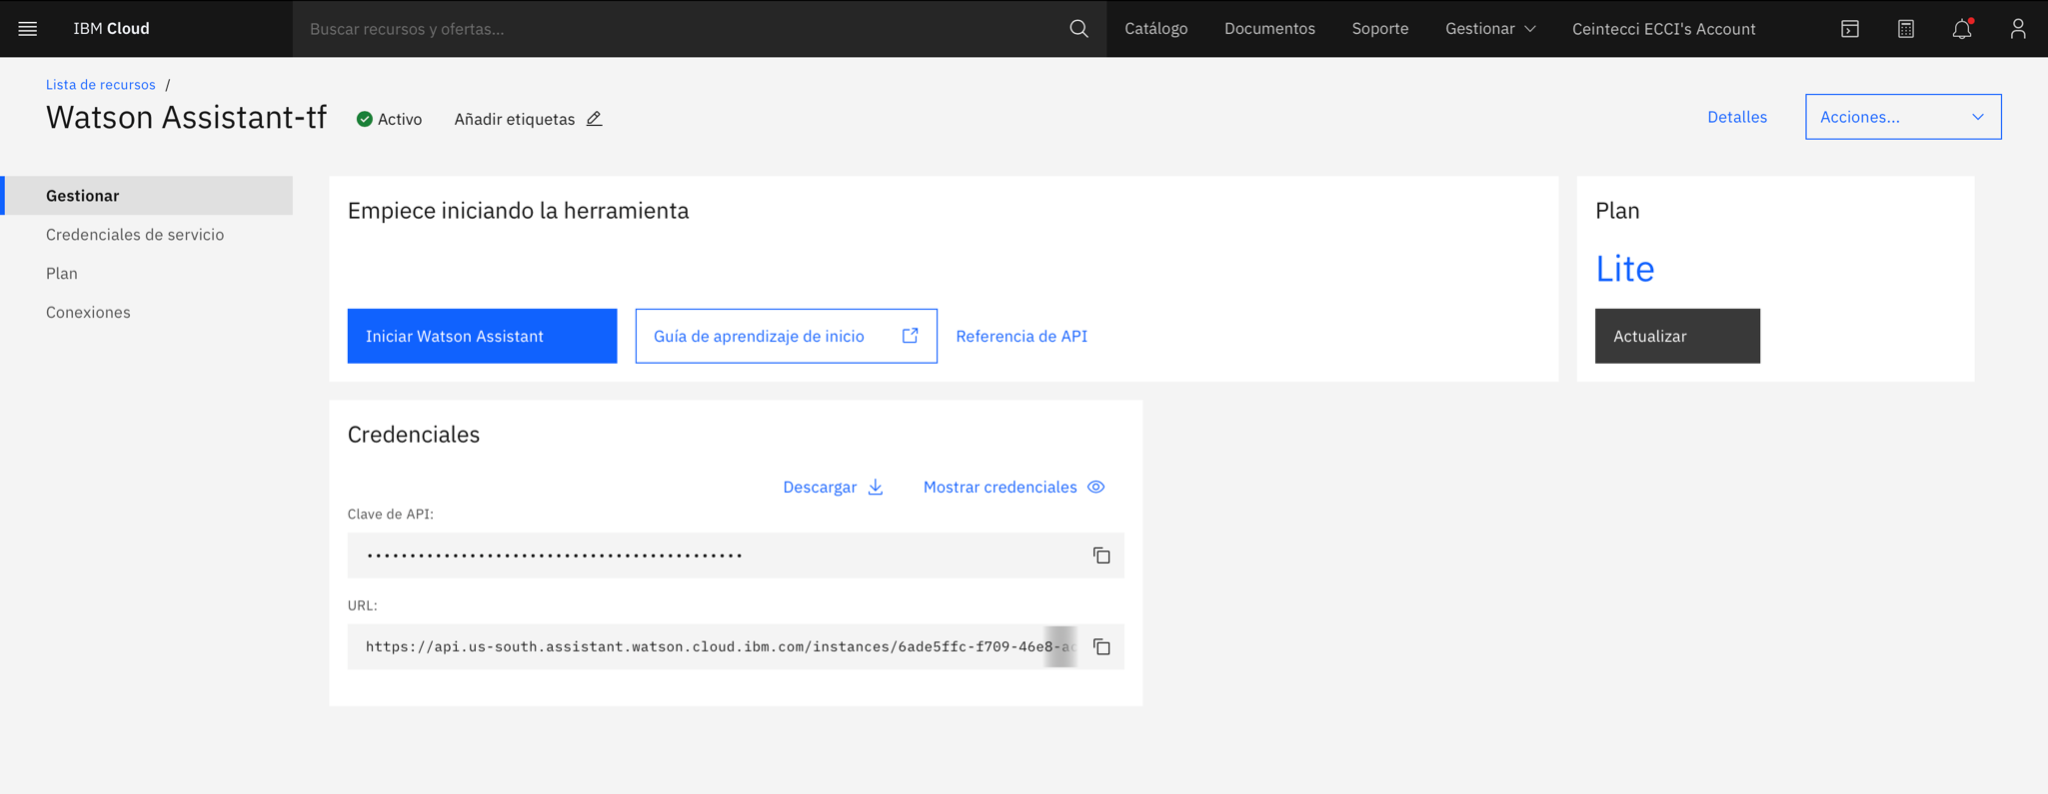 IBM Cloud
Buscar recursos y ofertas...
Catálogo
Documentos
Soporte
Gestionar
Ceintecci ECCI's Account
Lista de recursos /
Watson Assistant-tf
Activo
Añadir etiquetas
Detalles
Acciones...
Gestionar
Credenciales de servicio
Plan
Conexiones
Empiece iniciando la herramienta
Iniciar Watson Assistant
Guía de aprendizaje de inicio
Referencia de API
Plan
Lite
Actualizar
Credenciales
Descargar
Mostrar credenciales
Clave de API:
••••••••••••••••••••••••••••••••••••••••••••
URL:
https://api.us-south.assistant.watson.cloud.ibm.com/instances/6ade5ffc-f709-46e8-ac